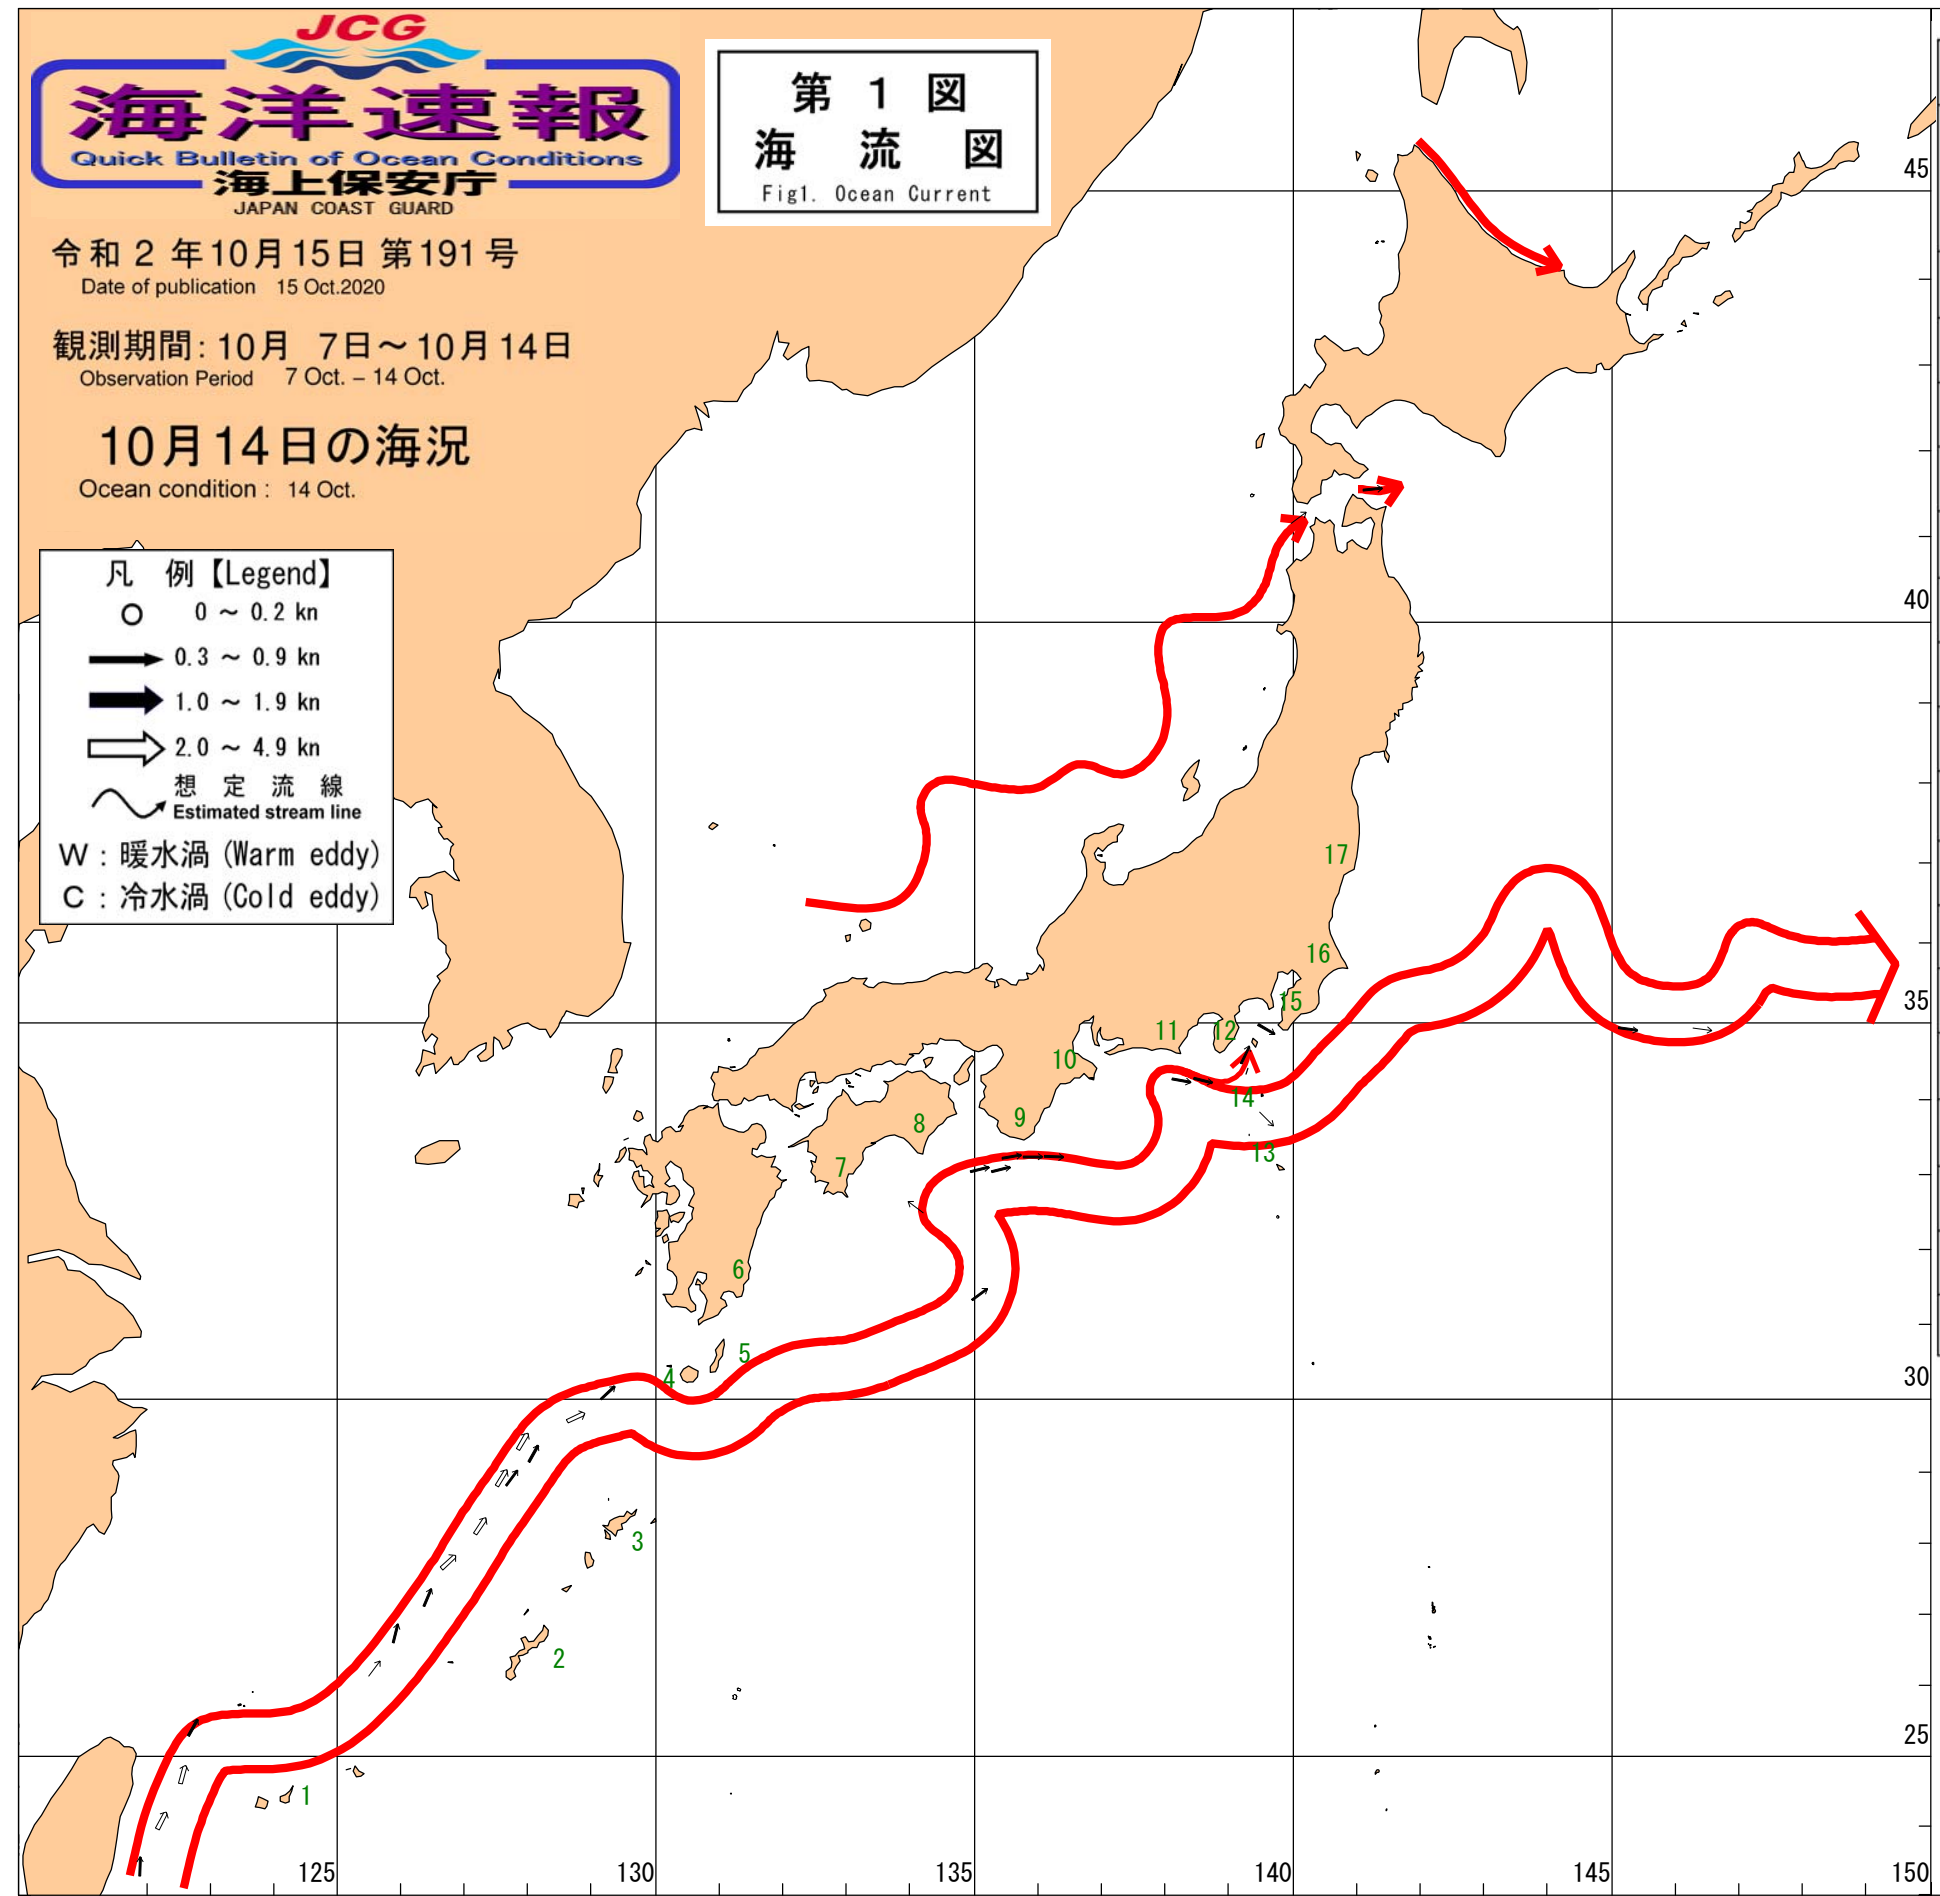 JCG
海洋速報
Quick Bulletin of Ocean Conditions
海上保安庁
JAPAN COAST GUARD
第 1 図
海 流 図
Fig1. Ocean Current
令和 2 年10月15日 第191号
Date of publication 15 Oct.2020
観測期間: 10月 7日～10月14日
Observation Period 7 Oct. – 14 Oct.
10月14日の海況
Ocean condition : 14 Oct.
凡 例【Legend】
0 ～ 0.2 kn
0.3 ～ 0.9 kn
1.0 ～ 1.9 kn
2.0 ～ 4.9 kn
想 定 流 線
Estimated stream line
W : 暖水渦 (Warm eddy)
C : 冷水渦 (Cold eddy)
45
40
35
30
25
17
16
15
12
11
10
14
9
8
13
7
6
5
4
3
2
1
125
130
135
140
145
150